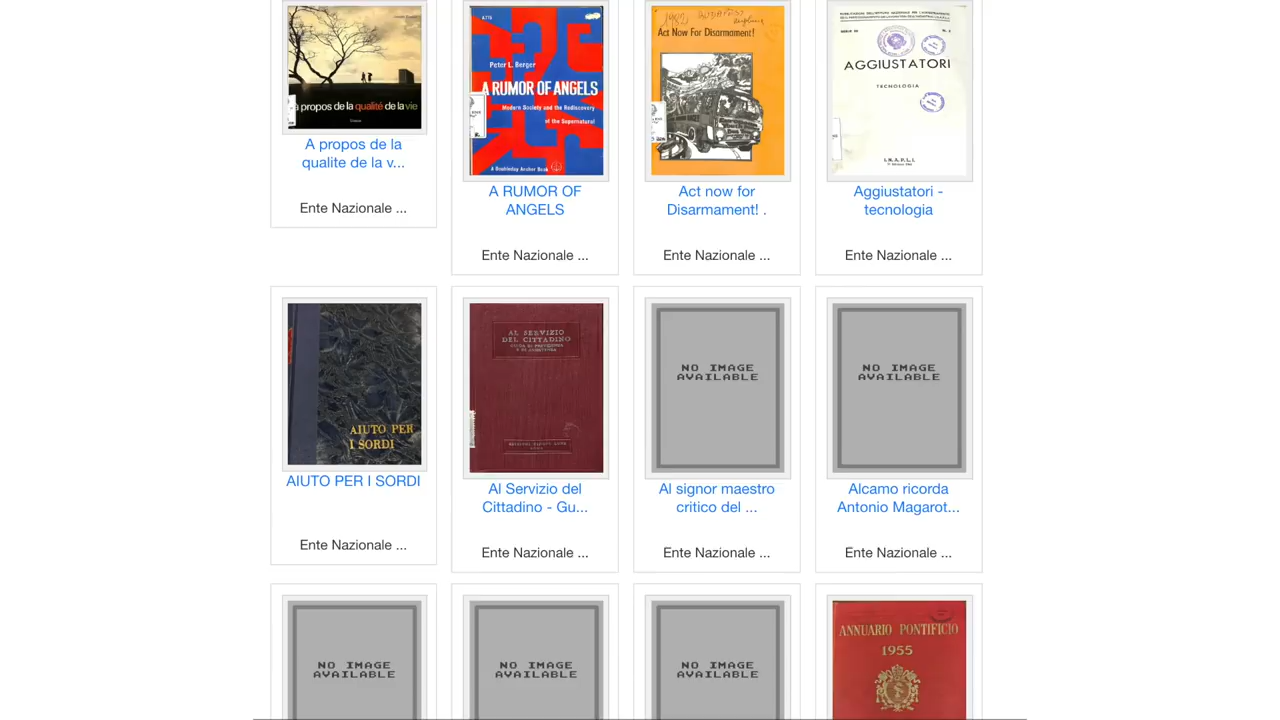 à propos de la qualité de la vie
A propos de la
qualite de la v...
Ente Nazionale ...
A776
Peter L. Berger
A RUMOR OF ANGELS
Modern Society and the Rediscovery
of the Supernatural
A Doubleday Anchor Book
A RUMOR OF
ANGELS
Ente Nazionale ...
Act Now For Disarmament!
Act now for
Disarmament! .
Ente Nazionale ...
AGGIUSTATORI
TECNOLOGIA
I.N.A.P.L.I.
Aggiustatori -
tecnologia
Ente Nazionale ...
AIUTO PER
I SORDI
AIUTO PER I SORDI
Ente Nazionale ...
AL SERVIZIO
DEL CITTADINO
Al Servizio del
Cittadino - Gu...
Ente Nazionale ...
NO IMAGE
AVAILABLE
Al signor maestro
critico del ...
Ente Nazionale ...
NO IMAGE
AVAILABLE
Alcamo ricorda
Antonio Magarot...
Ente Nazionale ...
NO IMAGE
AVAILABLE
NO IMAGE
AVAILABLE
NO IMAGE
AVAILABLE
ANNUARIO PONTIFICIO
1955